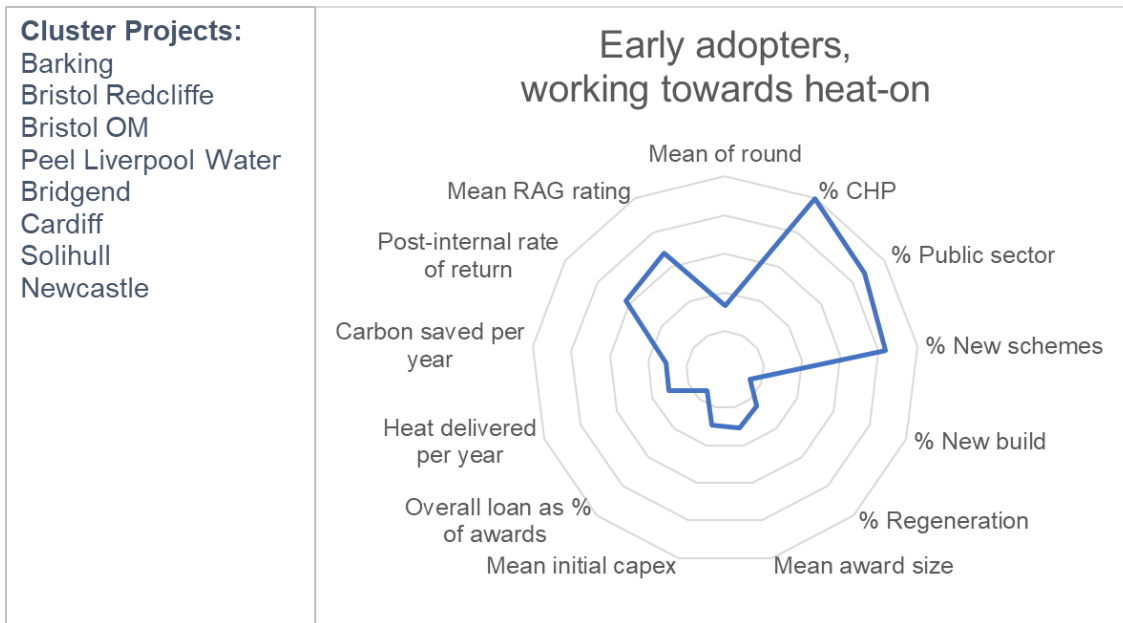 Cluster Projects:
Barking
Bristol Redcliffe
Bristol OM
Peel Liverpool Water
Bridgend
Cardiff
Solihull
Newcastle
Early adopters,
working towards heat-on
Mean of round
% CHP
% Public sector
% New schemes
% New build
% Regeneration
Mean award size
Mean initial capex
Overall loan as %
of awards
Heat delivered
per year
Carbon saved per
year
Post-internal rate
of return
Mean RAG rating